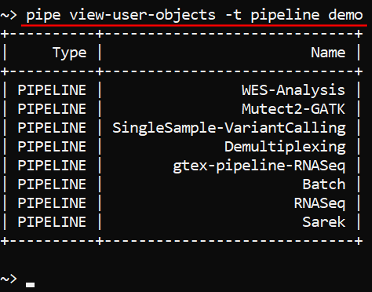 ~> pipe view-user-objects -t pipeline demo
+----------+----------------------------+
| Type | Name |
+----------+----------------------------+
| PIPELINE | WES-Analysis |
| PIPELINE | Mutect2-GATK |
| PIPELINE | SingleSample-VariantCalling |
| PIPELINE | Demultiplexing |
| PIPELINE | gtex-pipeline-RNASeq |
| PIPELINE | Batch |
| PIPELINE | RNASeq |
| PIPELINE | Sarek |
+----------+----------------------------+
~>